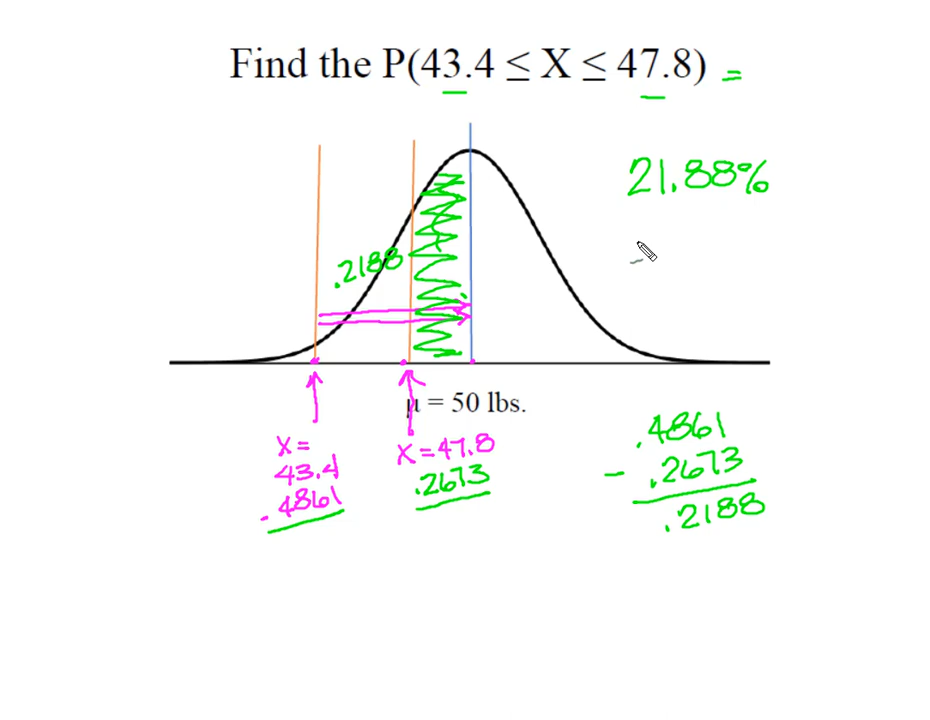 Find the P(43.4 ≤ X ≤ 47.8) =
21.88%
.2188
μ = 50 lbs.
X =
43.4
.4861
X = 47.8
.2673
.4861
- .2673
.2188